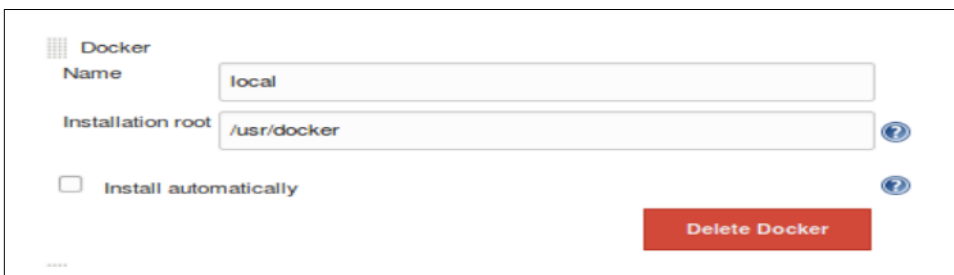 Docker
Name
local
Installation root
/usr/docker
Install automatically
Delete Docker